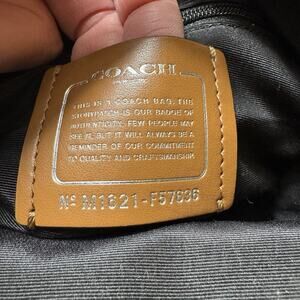 COACH
THIS IS A COACH BAG. THE
STORYPATCH IS OUR BADGE OF
AUTHENTICITY. FEW PEOPLE MAY
SEE IT, BUT IT WILL ALWAYS BE A
REMINDER OF OUR COMMITMENT
TO QUALITY AND CRAFTSMANSHIP
Nº M1821-F57636